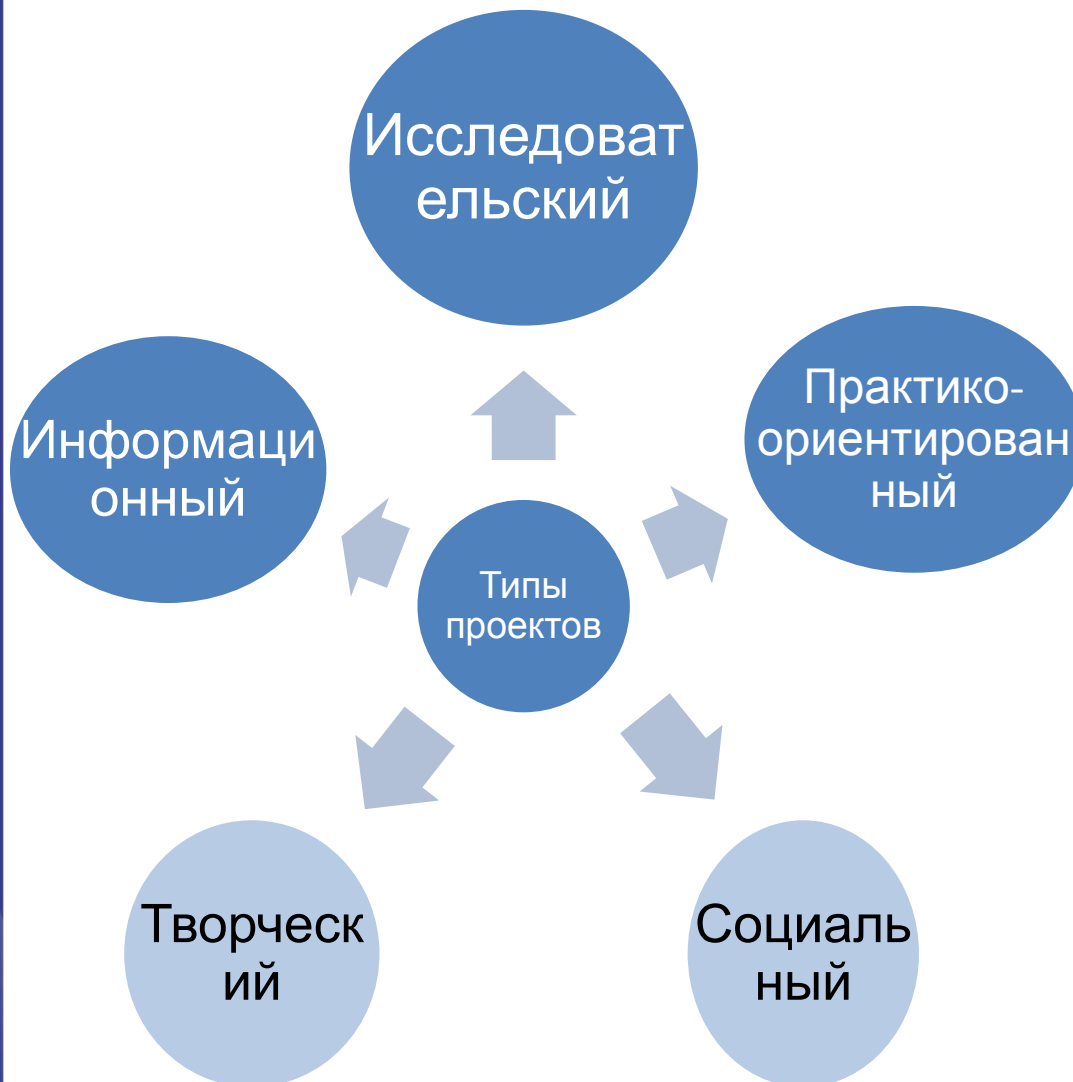 Исследоват
ельский
Практико-
ориентирован
ный
Информаци
онный
Типы
проектов
Творческ
ий
Социаль
ный